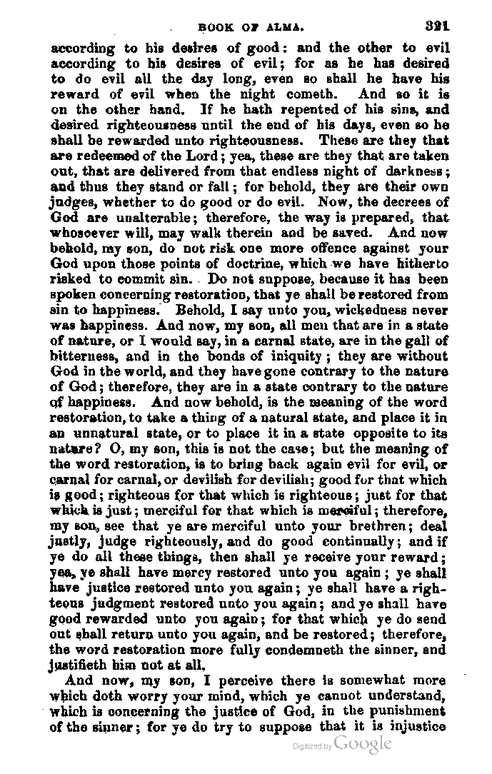 BOOK OF ALMA. 321
according to his desires of good: and the other to evil
according to his desires of evil; for as he has desired
to do evil all the day long, even so shall he have his
reward of evil when the night cometh. And so it is
on the other hand. If he hath repented of his sins, and
desired righteousness until the end of his days, even so he
shall be rewarded unto righteousness. These are they that
are redeemed of the Lord; yea, these are they that are taken
out, that are delivered from that endless night of darkness;
and thus they stand or fall; for behold, they are their own
judges, whether to do good or do evil. Now, the decrees of
God are unalterable; therefore, the way is prepared, that
whosoever will, may walk therein and be saved. And now
behold, my son, do not risk one more offence against your
God upon those points of doctrine, which we have hitherto
risked to commit sin. Do not suppose, because it has been
spoken concerning restoration, that ye shall be restored from
sin to happiness. Behold, I say unto you, wickedness never
was happiness. And now, my son, all men that are in a state
of nature, or I would say, in a carnal state, are in the gall of
bitterness, and in the bonds of iniquity; they are without
God in the world, and they have gone contrary to the nature
of God; therefore, they are in a state contrary to the nature
of happiness. And now behold, is the meaning of the word
restoration, to take a thing of a natural state, and place it in
an unnatural state, or to place it in a state opposite to its
nature? O, my son, this is not the case; but the meaning of
the word restoration, is to bring back again evil for evil, or
carnal for carnal, or devilish for devilish; good for that which
is good; righteous for that which is righteous; just for that
which is just; merciful for that which is merciful; therefore,
my son, see that ye are merciful unto your brethren; deal
justly, judge righteously, and do good continually; and if
ye do all these things, then shall ye receive your reward;
yea, ye shall have mercy restored unto you again; ye shall
have justice restored unto you again; ye shall have a righ-
teous judgment restored unto you again; and ye shall have
good rewarded unto you again; for that which ye do send
out shall return unto you again, and be restored; therefore,
the word restoration more fully condemneth the sinner, and
justifieth him not at all.
And now, my son, I perceive there is somewhat more
which doth worry your mind, which ye cannot understand,
which is concerning the justice of God, in the punishment
of the sinner; for ye do try to suppose that it is injustice
Digitized by Google